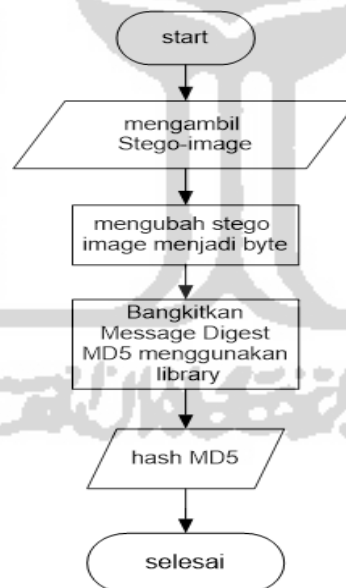 start
mengambil
Stego-image
mengubah stego
image menjadi byte
Bangkitkan
Message Digest
MD5 menggunakan
library
hash MD5
selesai